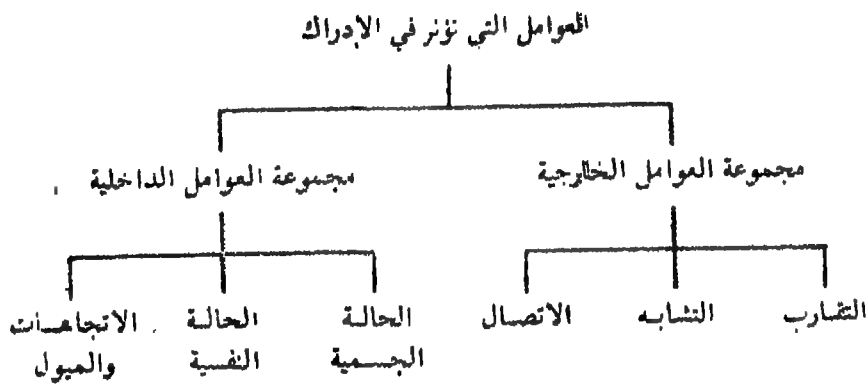 العوامل التي تؤثر في الإدراك
مجموعة العوامل الخارجية
مجموعة العوامل الداخلية
التقارب
التشابه
الاتصال
الحالة
الجسمية
الحالة
النفسية
الاتجاهات
والميول